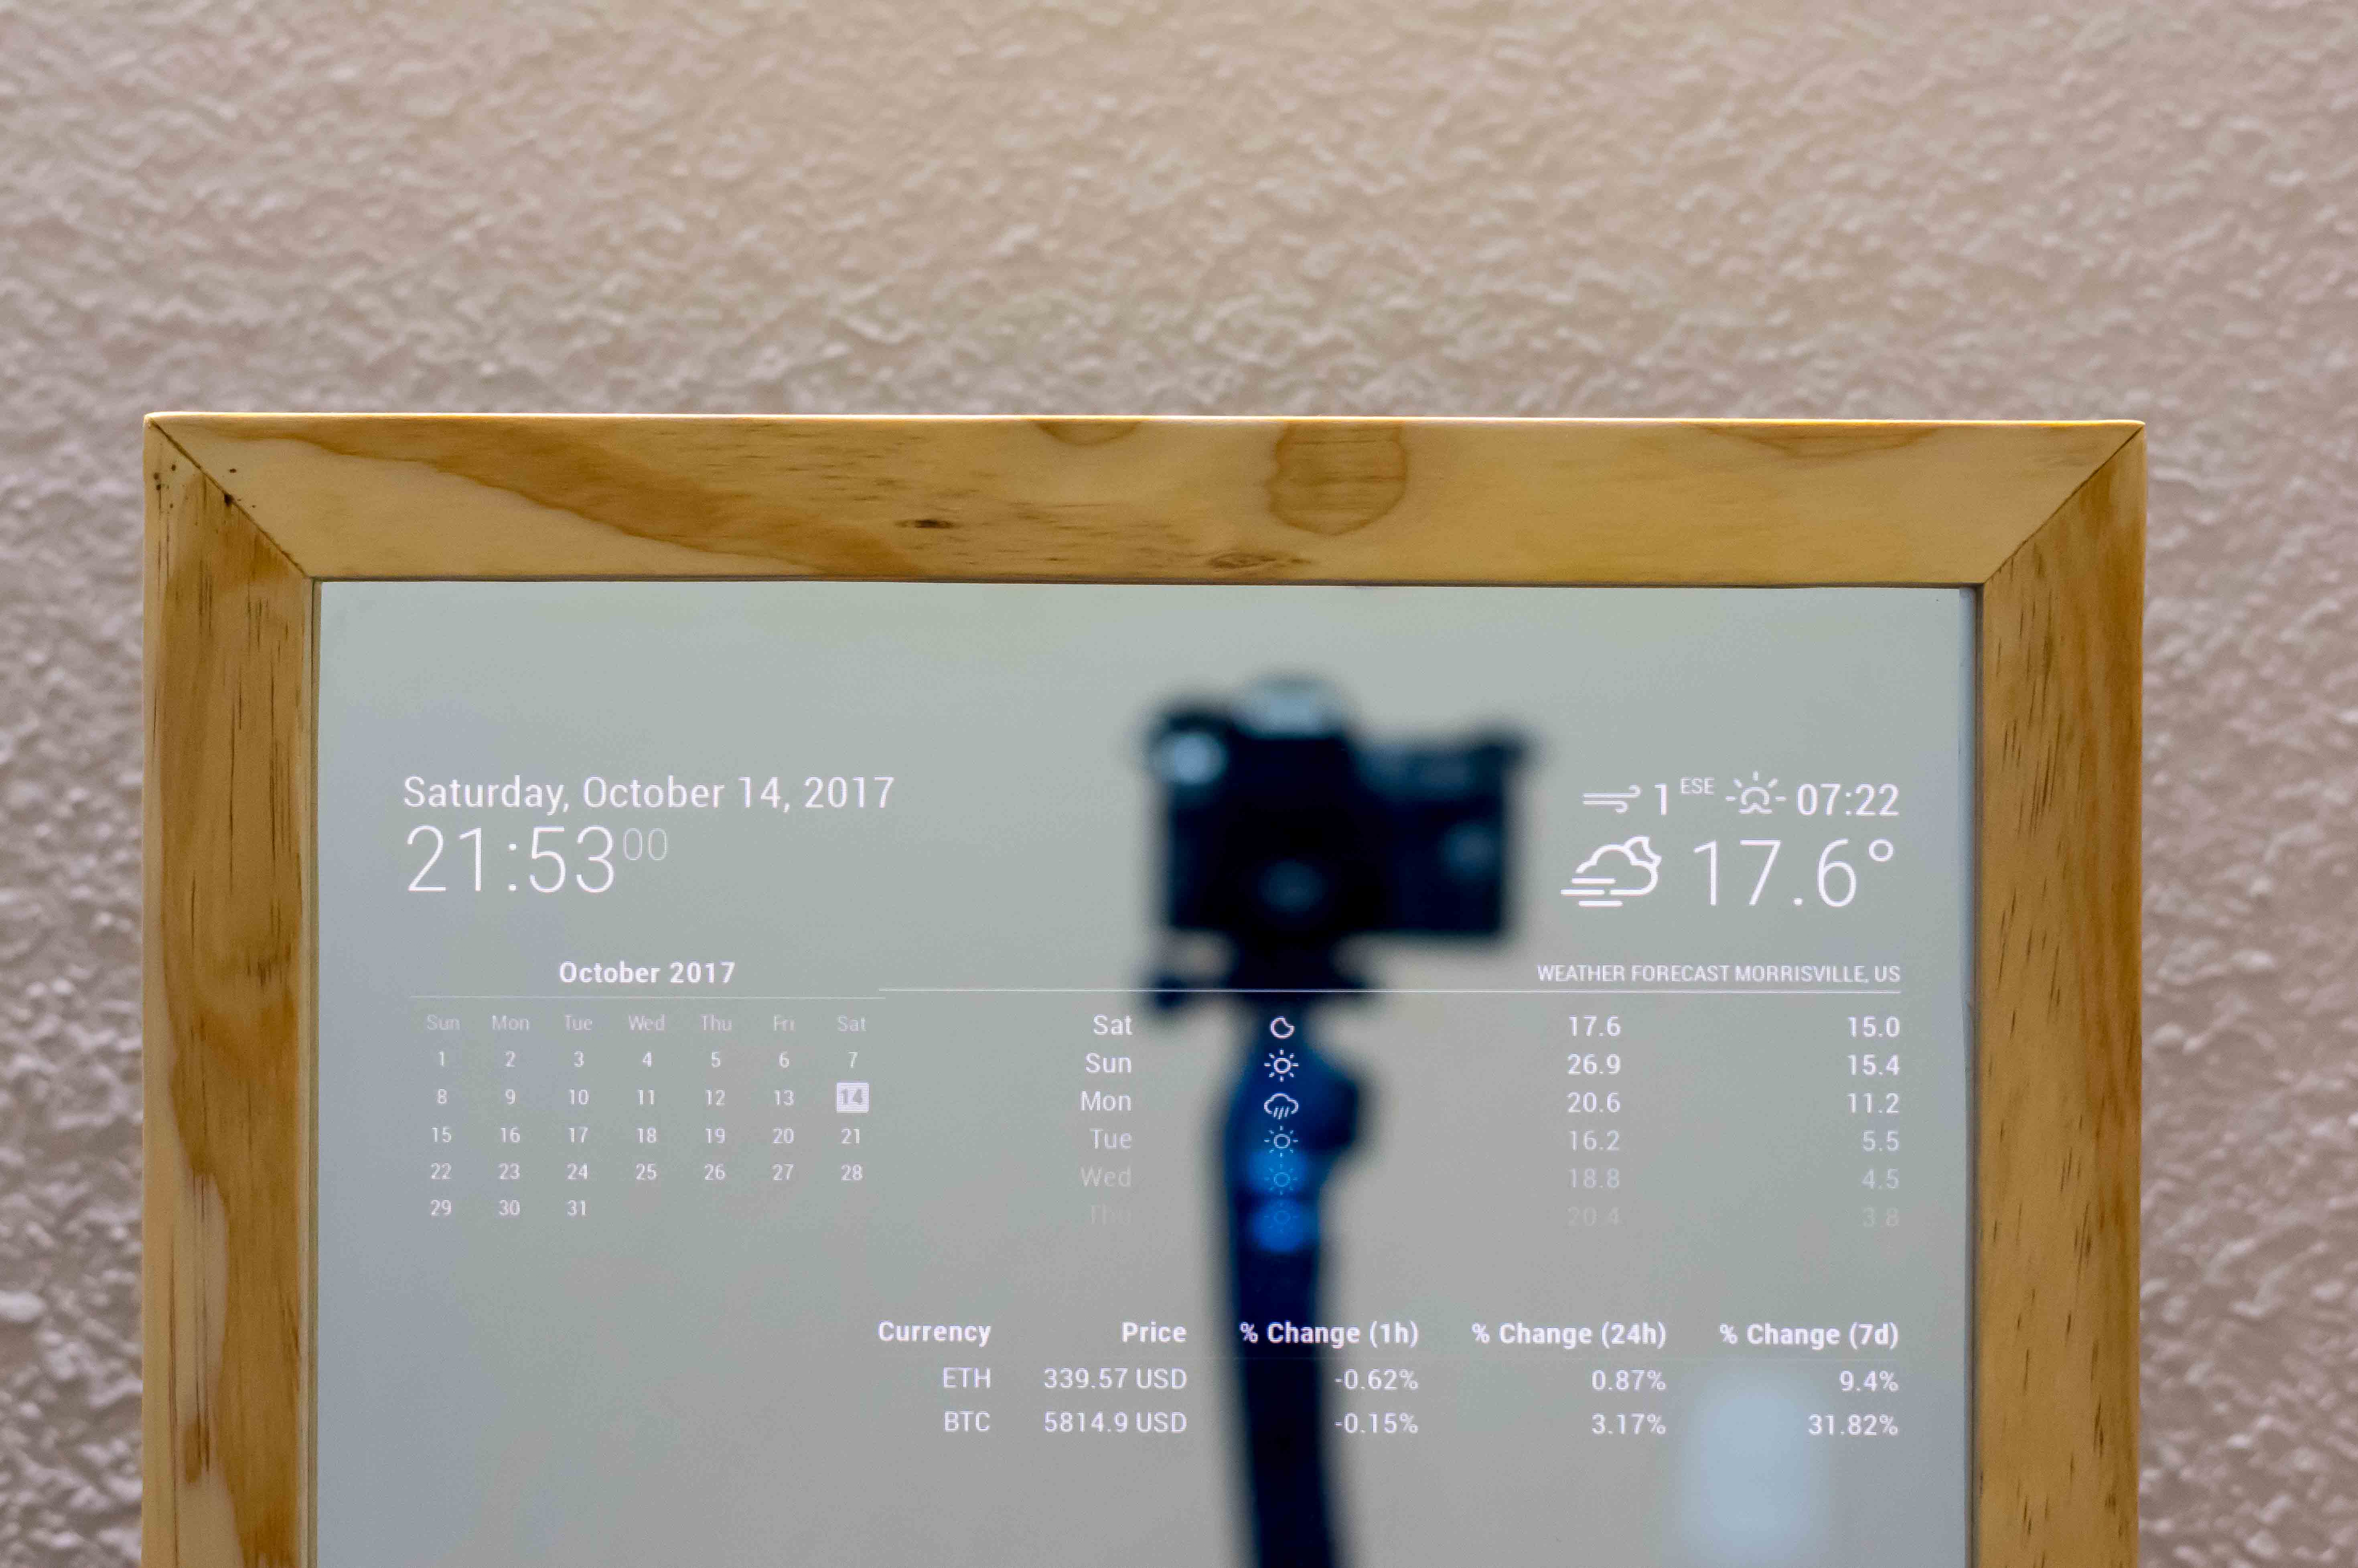 Saturday, October 14, 2017
21:53 00
1 ESE 07:22
17.6°
October 2017
Sun Mon Tue Wed Thu Fri Sat
1 2 3 4 5 6 7
8 9 10 11 12 13 14
15 16 17 18 19 20 21
22 23 24 25 26 27 28
29 30 31
WEATHER FORECAST MORRISVILLE, US
Sat 17.6 15.0
Sun 26.9 15.4
Mon 20.6 11.2
Tue 16.2 5.5
Wed 18.8 4.5
Thu 20.4 3.8
Currency Price % Change (1h) % Change (24h) % Change (7d)
ETH 339.57 USD -0.62% 0.87% 9.4%
BTC 5814.9 USD -0.15% 3.17% 31.82%